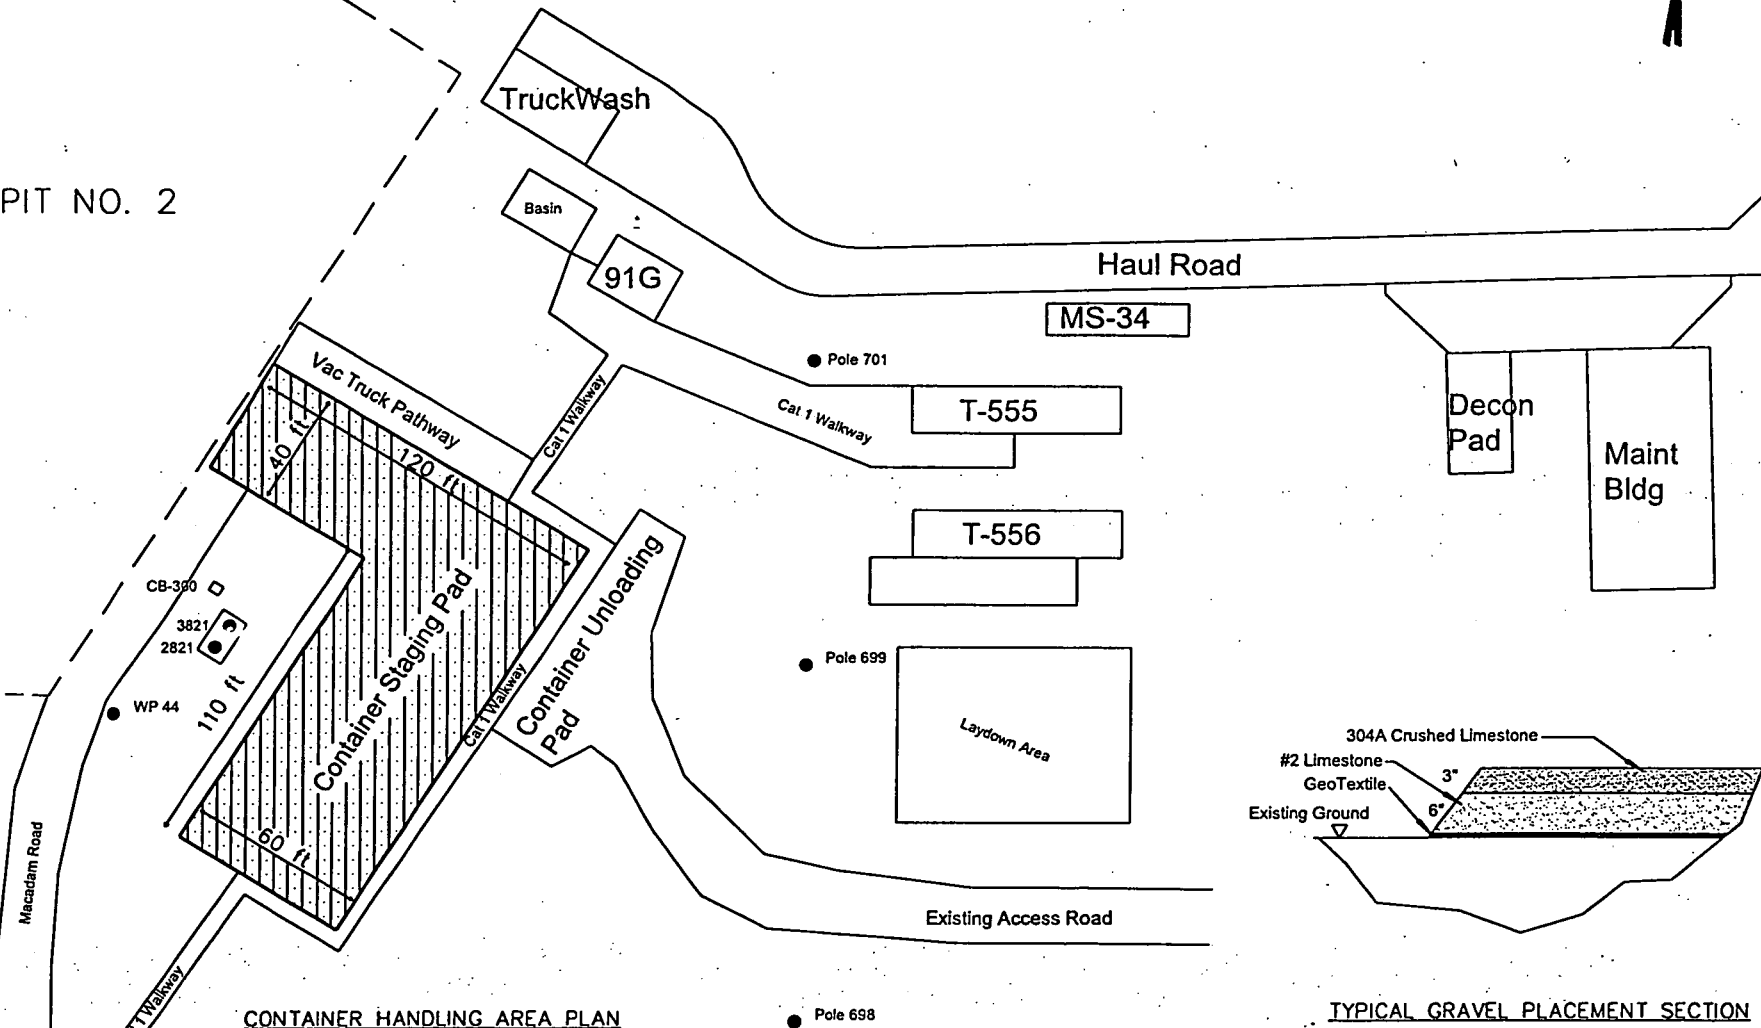 TruckWash
PIT NO. 2
Basin
91G
Haul Road
MS-34
Pole 701
Vac Truck Pathway
Cat 1 Walkway
Cat 1 Walkway
T-555
Decon
Pad
Maint
Bldg
40 ft
120 ft
T-556
CB-300
3821
2821
WP 44
110 ft
Container Staging Pad
Cat 1 Walkway
Container Unloading
Pad
Pole 699
Laydown Area
304A Crushed Limestone
#2 Limestone
3"
GeoTextile
6"
Existing Ground
60 ft
Macadam Road
Existing Access Road
1 Walkway
CONTAINER HANDLING AREA PLAN
Pole 698
TYPICAL GRAVEL PLACEMENT SECTION